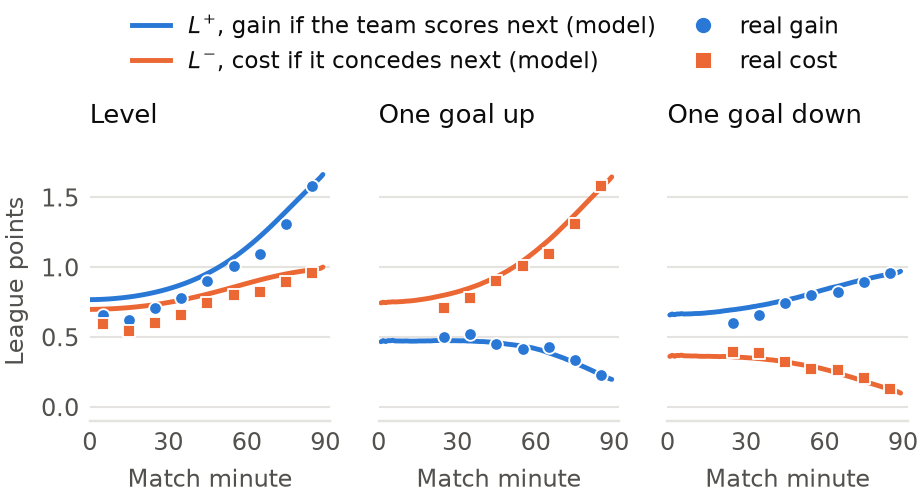 L⁺, gain if the team scores next (model)
real gain
L⁻, cost if it concedes next (model)
real cost
Level
One goal up
One goal down
League points
1.5
1.0
0.5
0.0
0 30 60 90
0 30 60 90
0 30 60 90
Match minute
Match minute
Match minute